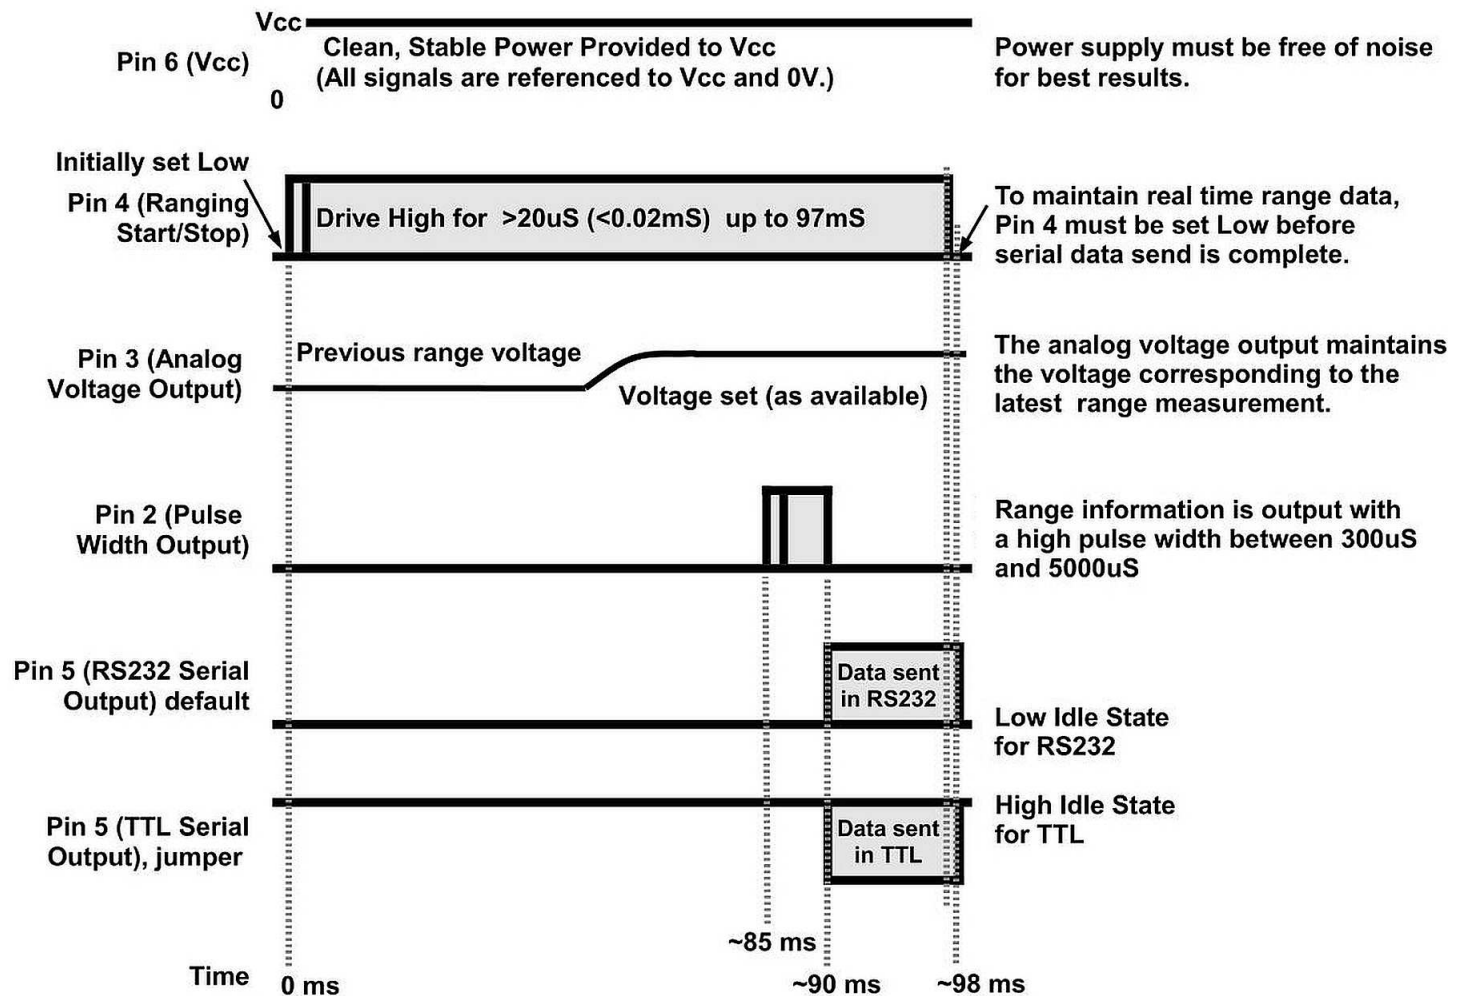 Vcc
Pin 6 (Vcc)
0
Clean, Stable Power Provided to Vcc
(All signals are referenced to Vcc and 0V.)
Power supply must be free of noise
for best results.
Initially set Low
Pin 4 (Ranging
Start/Stop)
Drive High for >20uS (<0.02mS) up to 97mS
To maintain real time range data,
Pin 4 must be set Low before
serial data send is complete.
Pin 3 (Analog
Voltage Output)
Previous range voltage
Voltage set (as available)
The analog voltage output maintains
the voltage corresponding to the
latest range measurement.
Pin 2 (Pulse
Width Output)
Range information is output with
a high pulse width between 300uS
and 5000uS
Pin 5 (RS232 Serial
Output) default
Data sent
in RS232
Low Idle State
for RS232
Pin 5 (TTL Serial
Output), jumper
Data sent
in TTL
High Idle State
for TTL
Time
0 ms
~85 ms
~90 ms
~98 ms